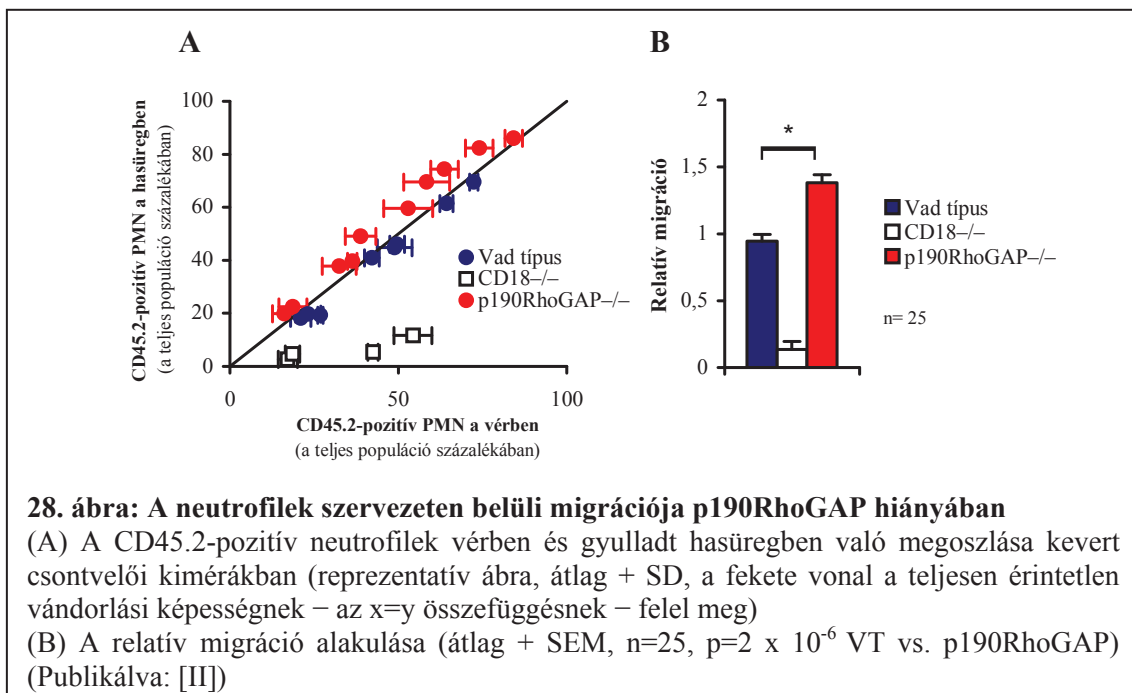 A
CD45.2-pozitív PMN a hasüregben
(a teljes populáció százalékában)
100
80
60
40
20
0
0
50
100
Vad típus
CD18–/–
p190RhoGAP–/–
CD45.2-pozitív PMN a vérben
(a teljes populáció százalékában)
B
Relatív migráció
2
1,5
1
0,5
0
*
Vad típus
CD18–/–
p190RhoGAP–/–
n= 25
28. ábra: A neutrofilek szervezeten belüli migrációja p190RhoGAP hiányában
(A) A CD45.2-pozitív neutrofilek vérben és gyulladt hasüregben való megoszlása kevert
csontvelői kimérákban (reprezentatív ábra, átlag + SD, a fekete vonal a teljesen érintetlen
vándorlási képességnek − az x=y összefüggésnek − felel meg)
(B) A relatív migráció alakulása (átlag + SEM, n=25, p=2 x 10⁻⁶ VT vs. p190RhoGAP)
(Publikálva: [II])